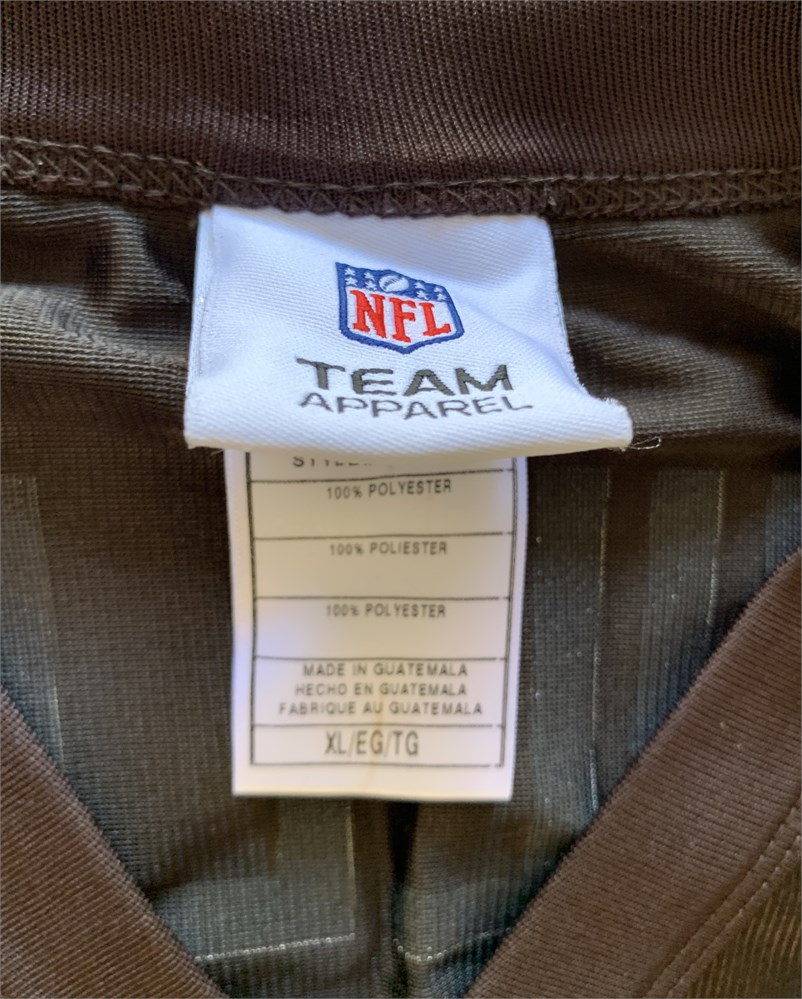 NFL
TEAM
APPAREL
100% POLYESTER
100% POLIESTER
100% POLYESTER
MADE IN GUATEMALA
HECHO EN GUATEMALA
FABRIQUE AU GUATEMALA
XL/EG/TG